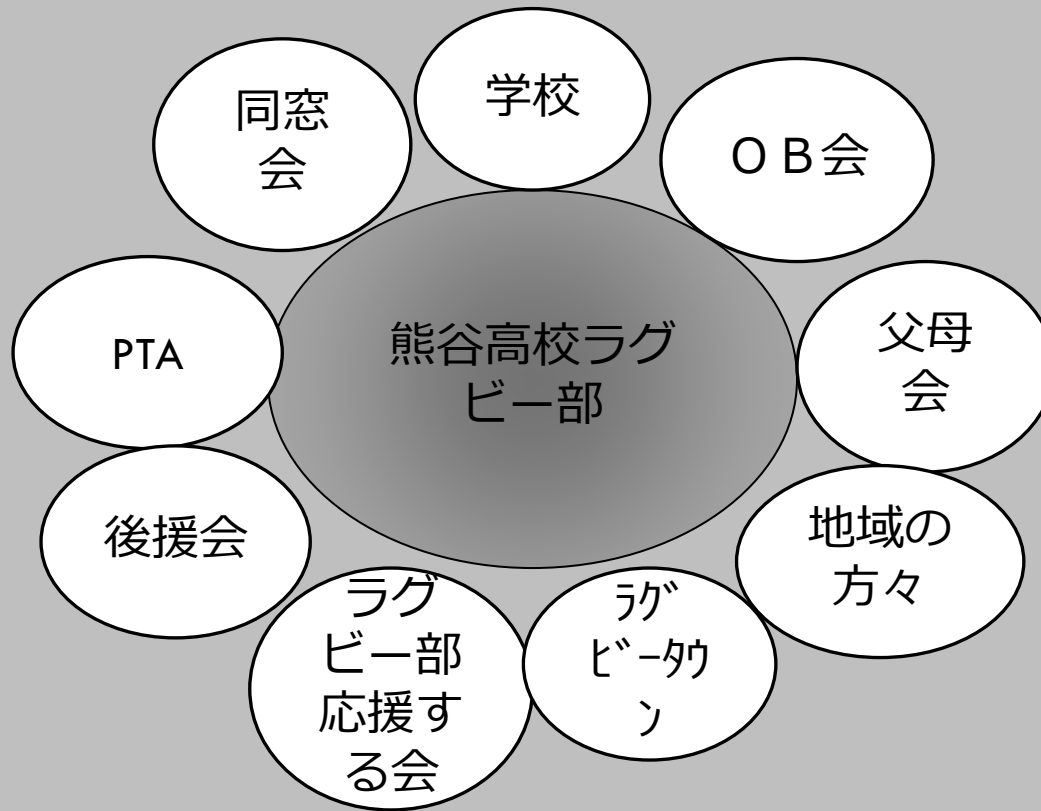 同窓
会
学校
ＯＢ会
PTA
熊谷高校ラグ
ビー部
父母
会
後援会
地域の
方々
ラグ
ビー部
応援す
る会
ﾗｸﾞ
ﾋﾞｰﾀｳ
ﾝ